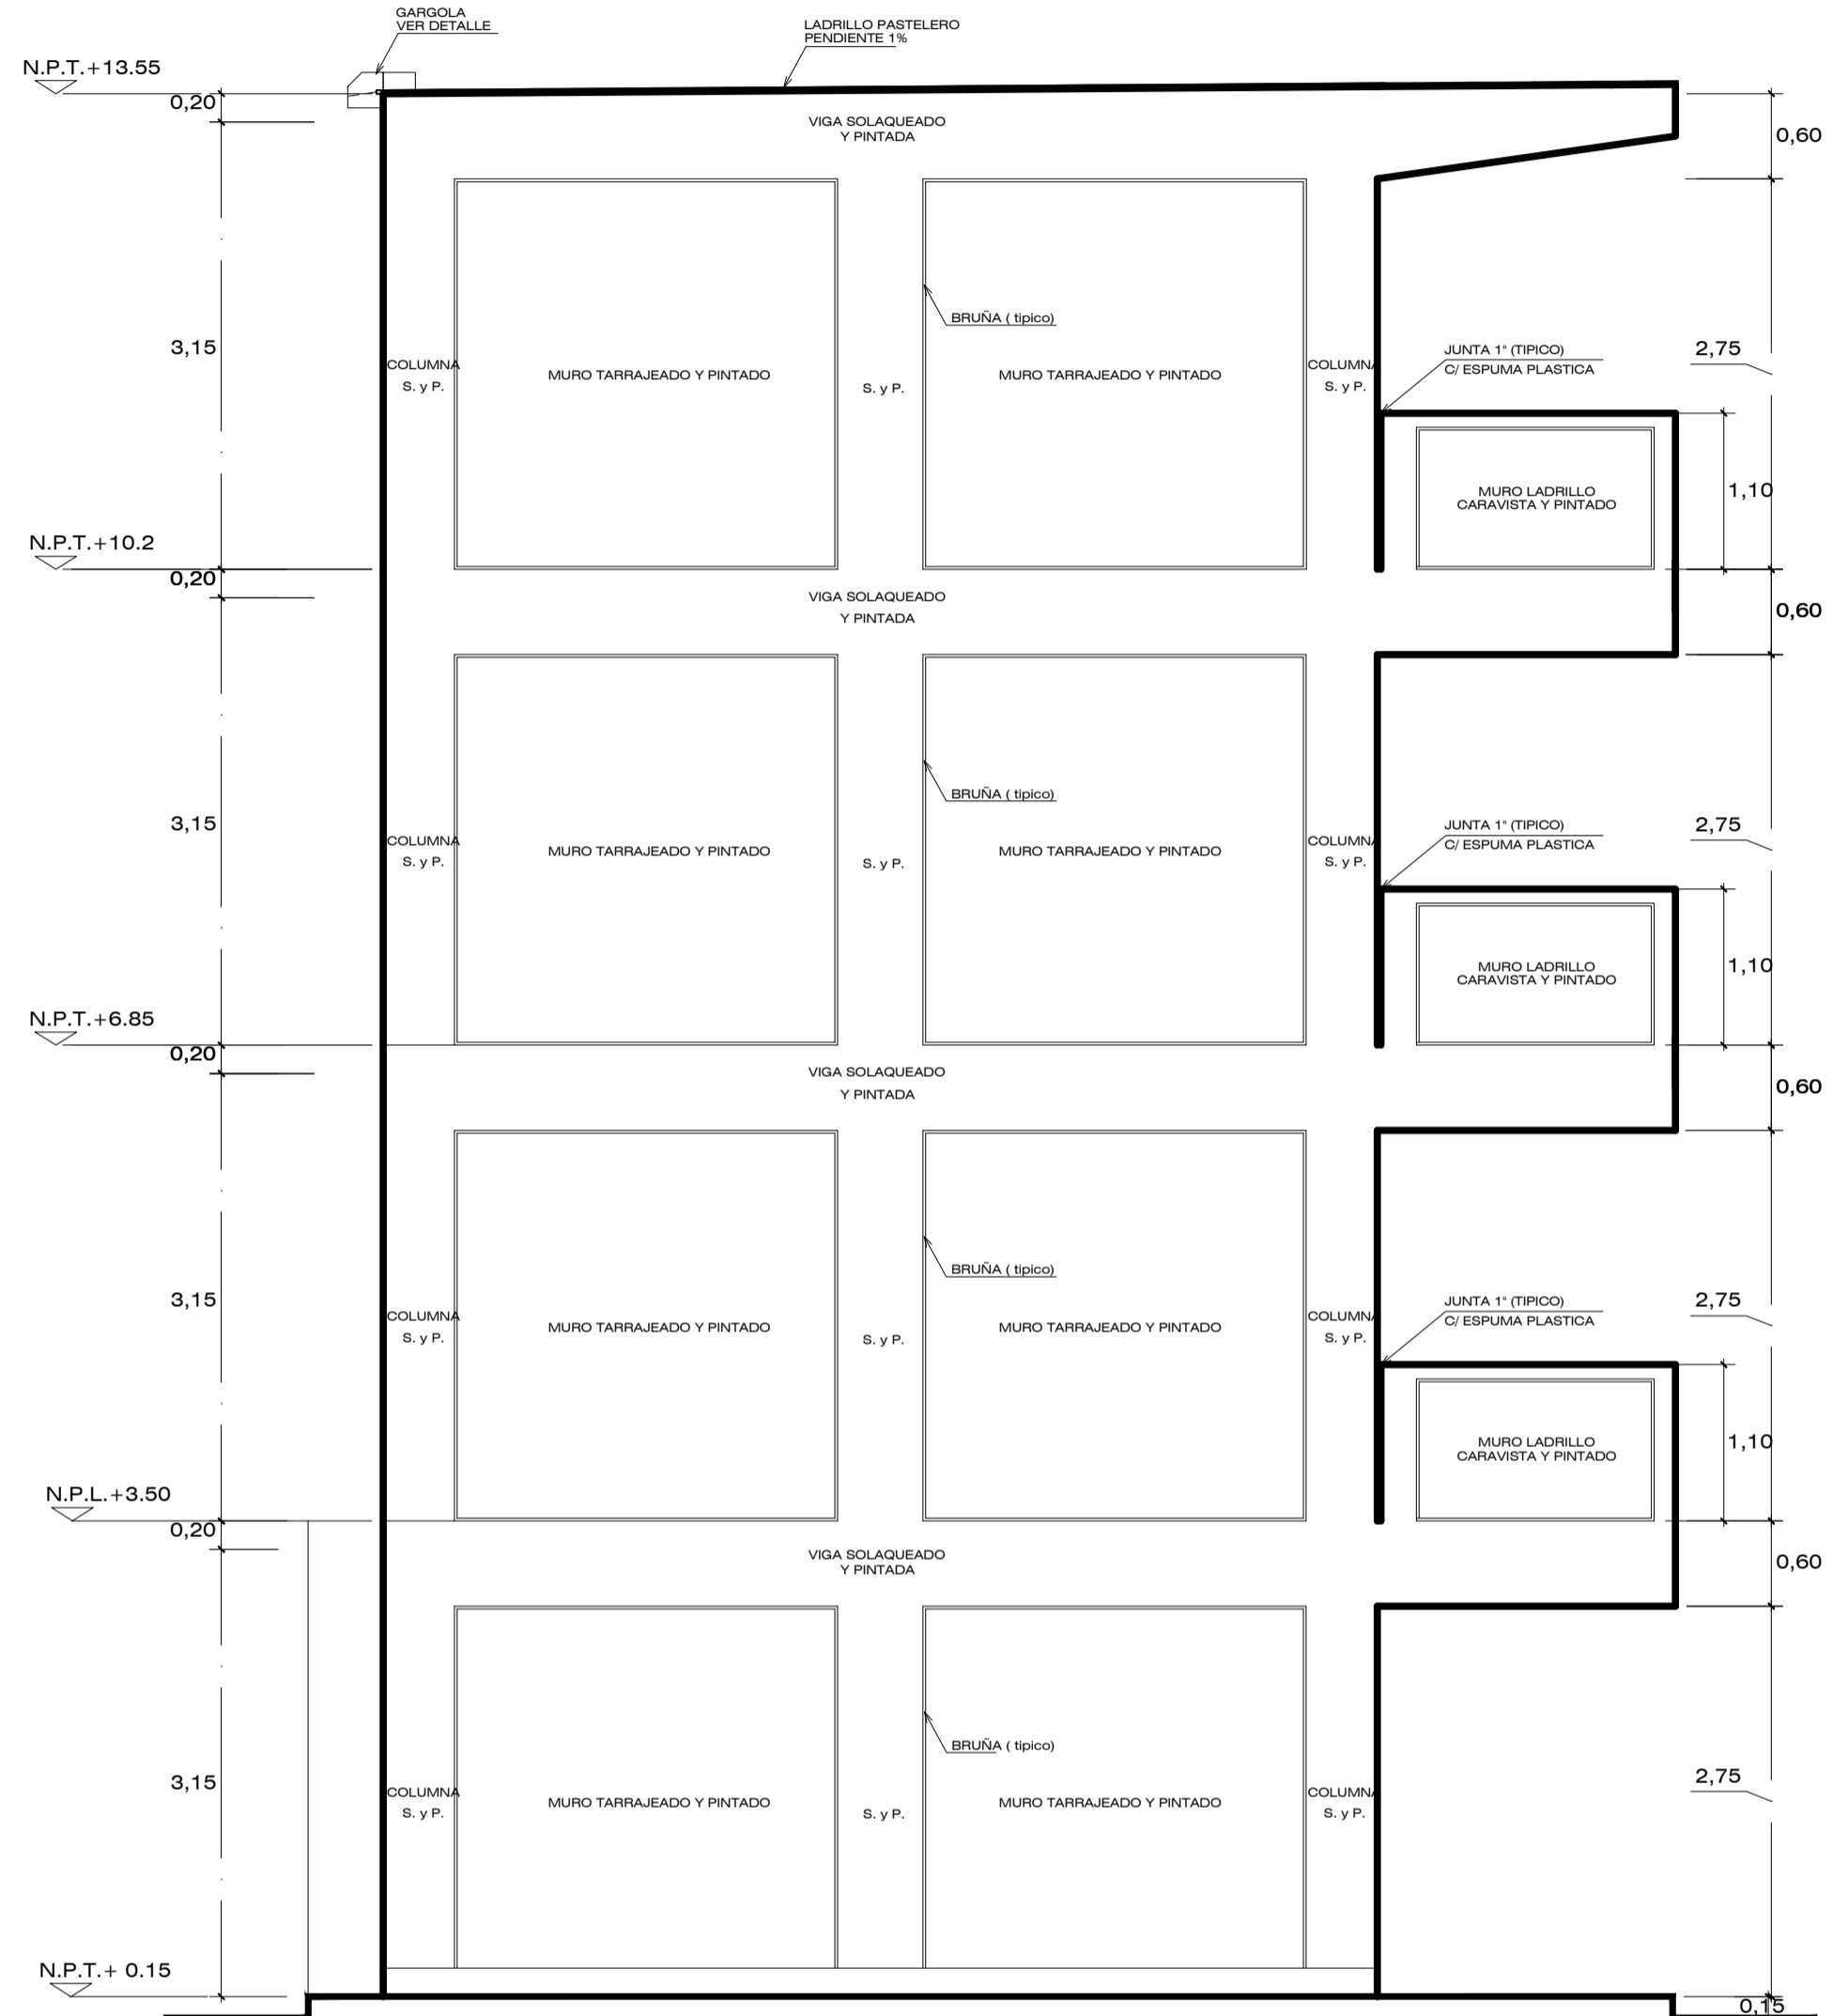 GARGOLA
VER DETALLE
LADRILLO PASTELERO
PENDIENTE 1%
N.P.T.+13.55
0,20
VIGA SOLAQUEADO
Y PINTADA
0,60
BRUÑA ( tipico)
3,15
COLUMNA
S. y P.
MURO TARRAJEADO Y PINTADO
S. y P.
MURO TARRAJEADO Y PINTADO
COLUMNA
S. y P.
JUNTA 1" (TIPICO)
C/ ESPUMA PLASTICA
2,75
MURO LADRILLO
CARAVISTA Y PINTADO
1,10
N.P.T.+10.2
0,20
VIGA SOLAQUEADO
Y PINTADA
0,60
BRUÑA ( tipico)
3,15
COLUMNA
S. y P.
MURO TARRAJEADO Y PINTADO
S. y P.
MURO TARRAJEADO Y PINTADO
COLUMNA
S. y P.
JUNTA 1" (TIPICO)
C/ ESPUMA PLASTICA
2,75
MURO LADRILLO
CARAVISTA Y PINTADO
1,10
N.P.T.+6.85
0,20
VIGA SOLAQUEADO
Y PINTADA
0,60
BRUÑA ( tipico)
3,15
COLUMNA
S. y P.
MURO TARRAJEADO Y PINTADO
S. y P.
MURO TARRAJEADO Y PINTADO
COLUMNA
S. y P.
JUNTA 1" (TIPICO)
C/ ESPUMA PLASTICA
2,75
MURO LADRILLO
CARAVISTA Y PINTADO
1,10
N.P.L.+3.50
0,20
VIGA SOLAQUEADO
Y PINTADA
0,60
BRUÑA ( tipico)
3,15
COLUMNA
S. y P.
MURO TARRAJEADO Y PINTADO
S. y P.
MURO TARRAJEADO Y PINTADO
COLUMNA
S. y P.
2,75
N.P.T.+ 0.15
0,15